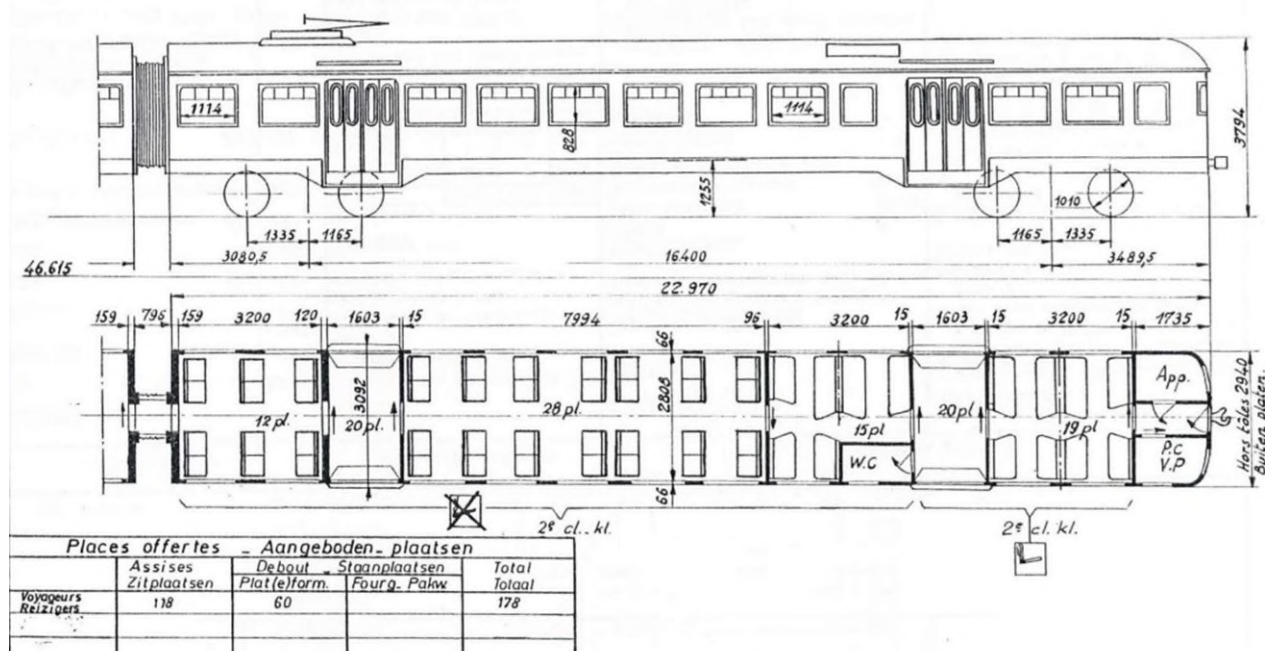 1114
828
1114
1255
1010
3794
1335
1165
1165
1335
46.615
3080,5
16400
3489,5
22.970
159
796
159
3200
120
1603
15
7994
96
3200
15
1603
15
3200
15
1735
66
3092
2808
66
12 pl.
20 pl.
28 pl.
15 pl
20 pl.
19 pl
W.C
App.
P.C
V.P
Hors tôles 2940
Buiten platen.
2e cl. kl.
2e cl. kl.
Places offertes _ Aangeboden_ plaatsen
Assises
Zitplaatsen
Debout _ Staanplaatsen
Plat(e)form.
Fourg_ Pakw.
Total
Totaal
Voyageurs
Reizigers
118
60
178